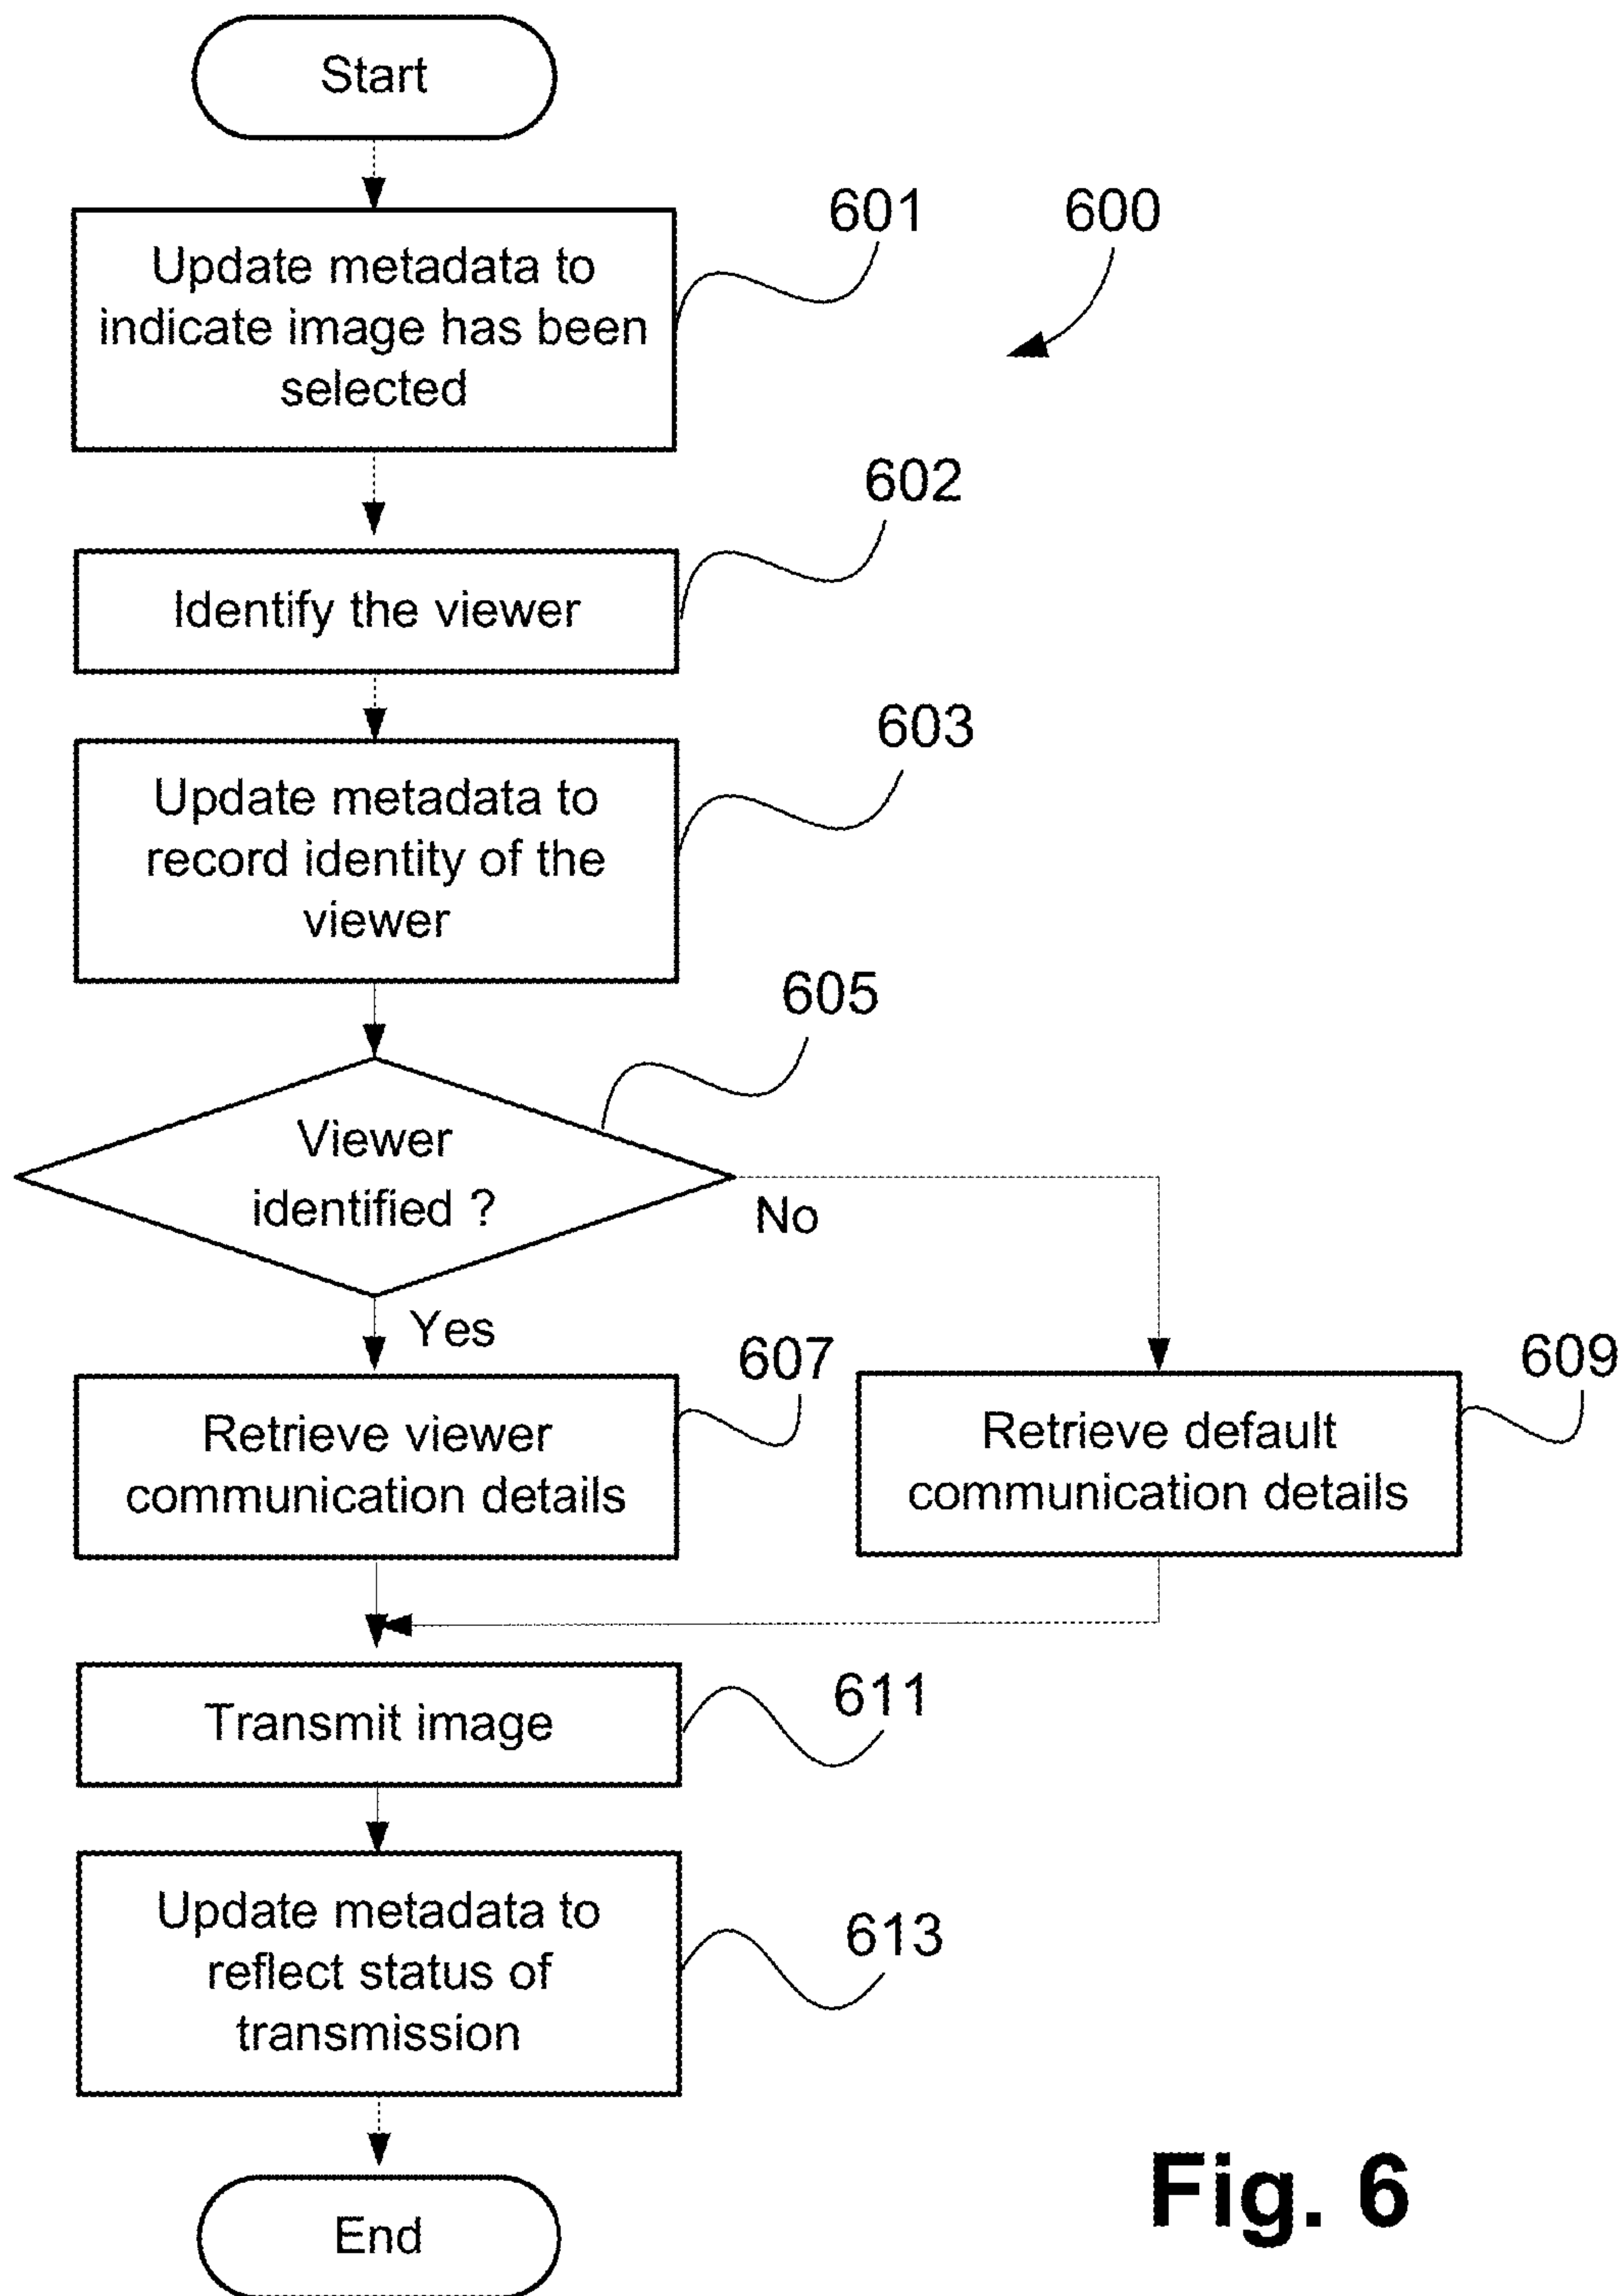 Start
601
600
Update metadata to
indicate image has been
selected
602
Identify the viewer
603
Update metadata to
record identity of the
viewer
605
Viewer
identified ?
No
Yes
607
609
Retrieve viewer
communication details
Retrieve default
communication details
611
Transmit image
Update metadata to
reflect status of
transmission
613
End
Fig. 6